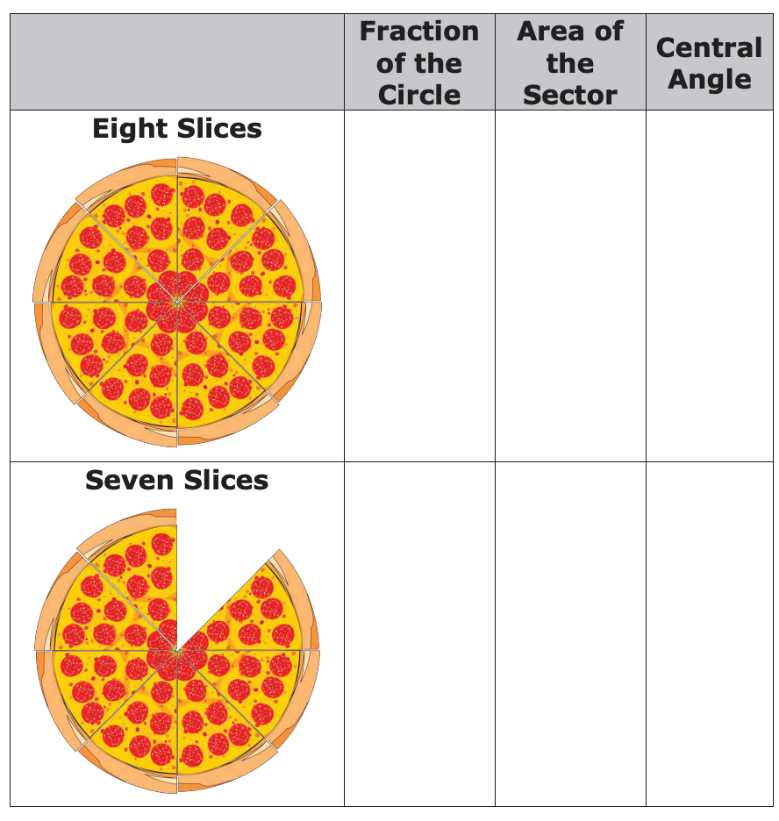 Fraction
of the
Circle
Area of
the
Sector
Central
Angle
Eight Slices
Seven Slices